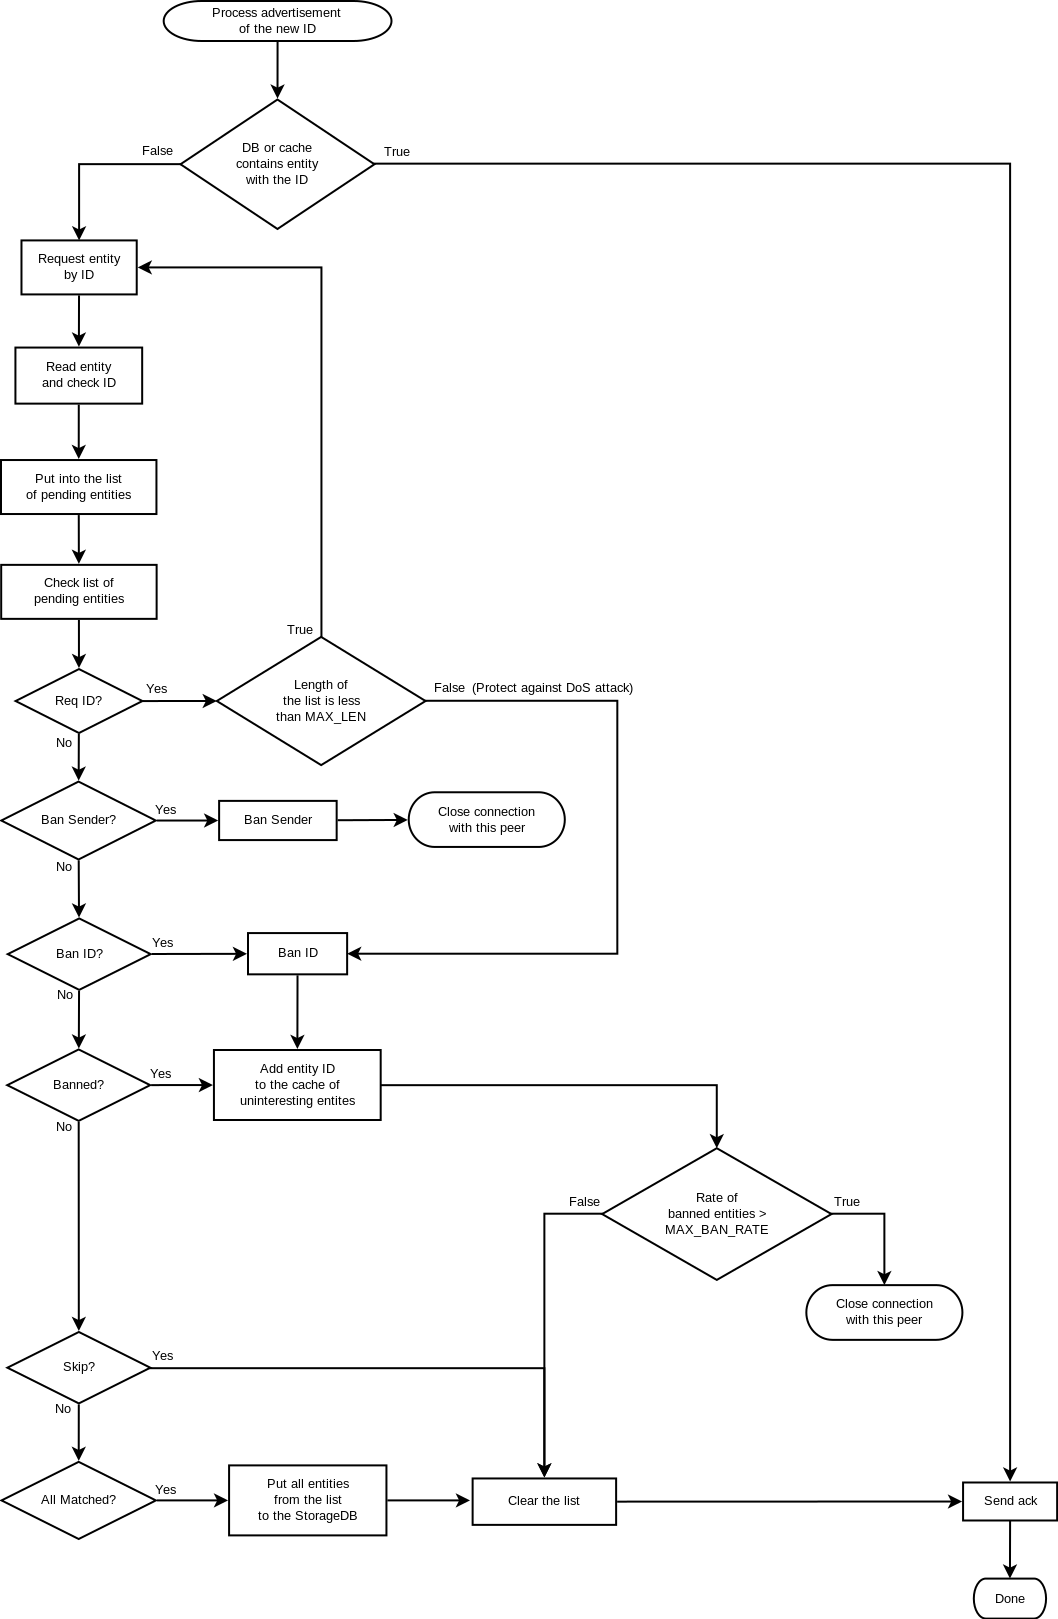 Process advertisement
of the new ID
DB or cache
contains entity
with the ID
False
True
Request entity
by ID
Read entity
and check ID
Put into the list
of pending entities
Check list of
pending entities
Req ID?
Yes
No
True
Length of
the list is less
than MAX_LEN
False (Protect against DoS attack)
Ban Sender?
Yes
No
Ban Sender
Close connection
with this peer
Ban ID?
Yes
No
Ban ID
Banned?
Yes
No
Add entity ID
to the cache of
uninteresting entites
False
Rate of
banned entities >
MAX_BAN_RATE
True
Close connection
with this peer
Skip?
Yes
No
All Matched?
Yes
Put all entities
from the list
to the StorageDB
Clear the list
Send ack
Done